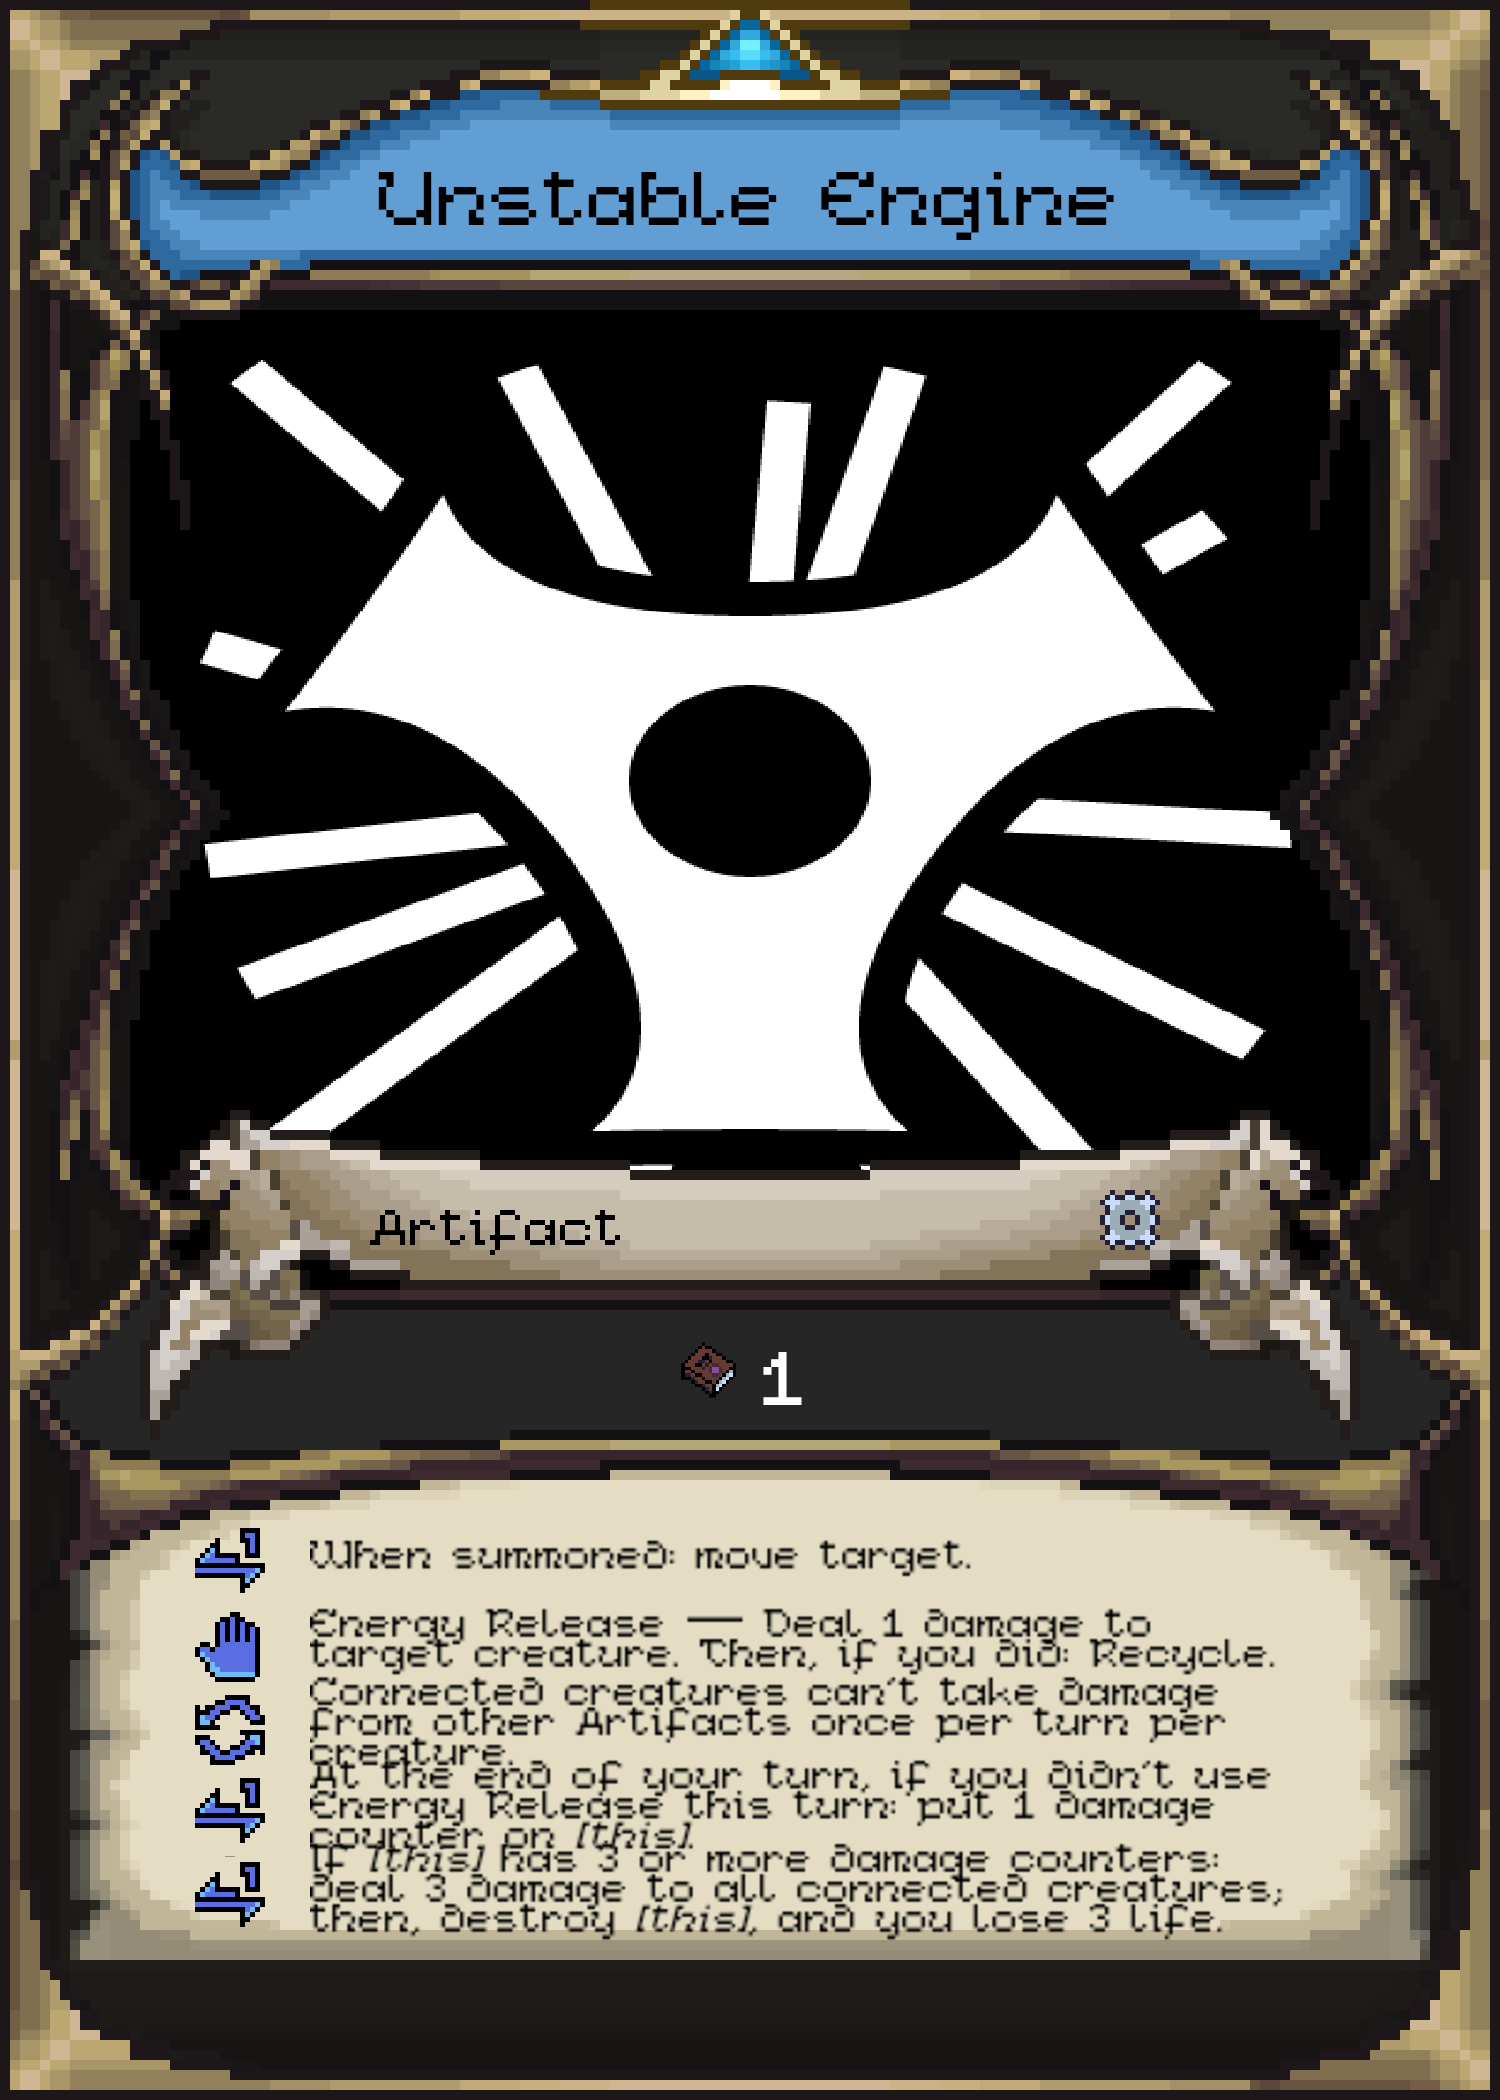 Unstable Engine
Artifact
1
When summoned: move target.
Energy Release — Deal 1 damage to
target creature. Then, if you did: Recycle.
Connected creatures can't take damage
from other Artifacts once per turn per
creature.
At the end of your turn, if you didn't use
Energy Release this turn: put 1 damage
counter on [this].
If [this] has 3 or more damage counters:
deal 3 damage to all connected creatures;
then, destroy [this], and you lose 3 life.